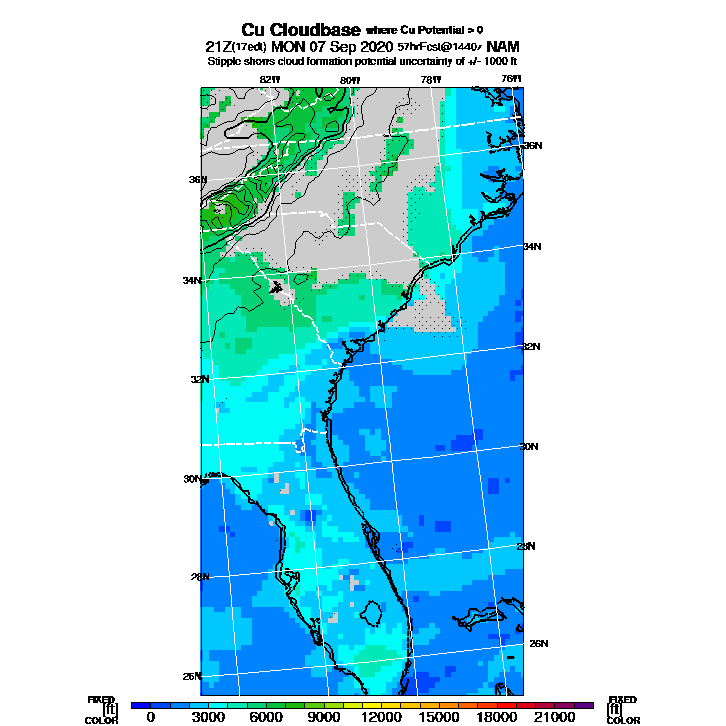 Cu Cloudbase where Cu Potential > 0
21Z(17edt) MON 07 Sep 2020 57hrFcst@1440z NAM
Stipple shows cloud formation potential uncertainty of +/- 1000 ft
82W 80W 78W 76W
36N
36N
34N
34N
32N
32N
30N
30N
28N
28N
26N
26N
FIXED FIXED
[ft] [ft]
COLOR COLOR
0 3000 6000 9000 12000 15000 18000 21000